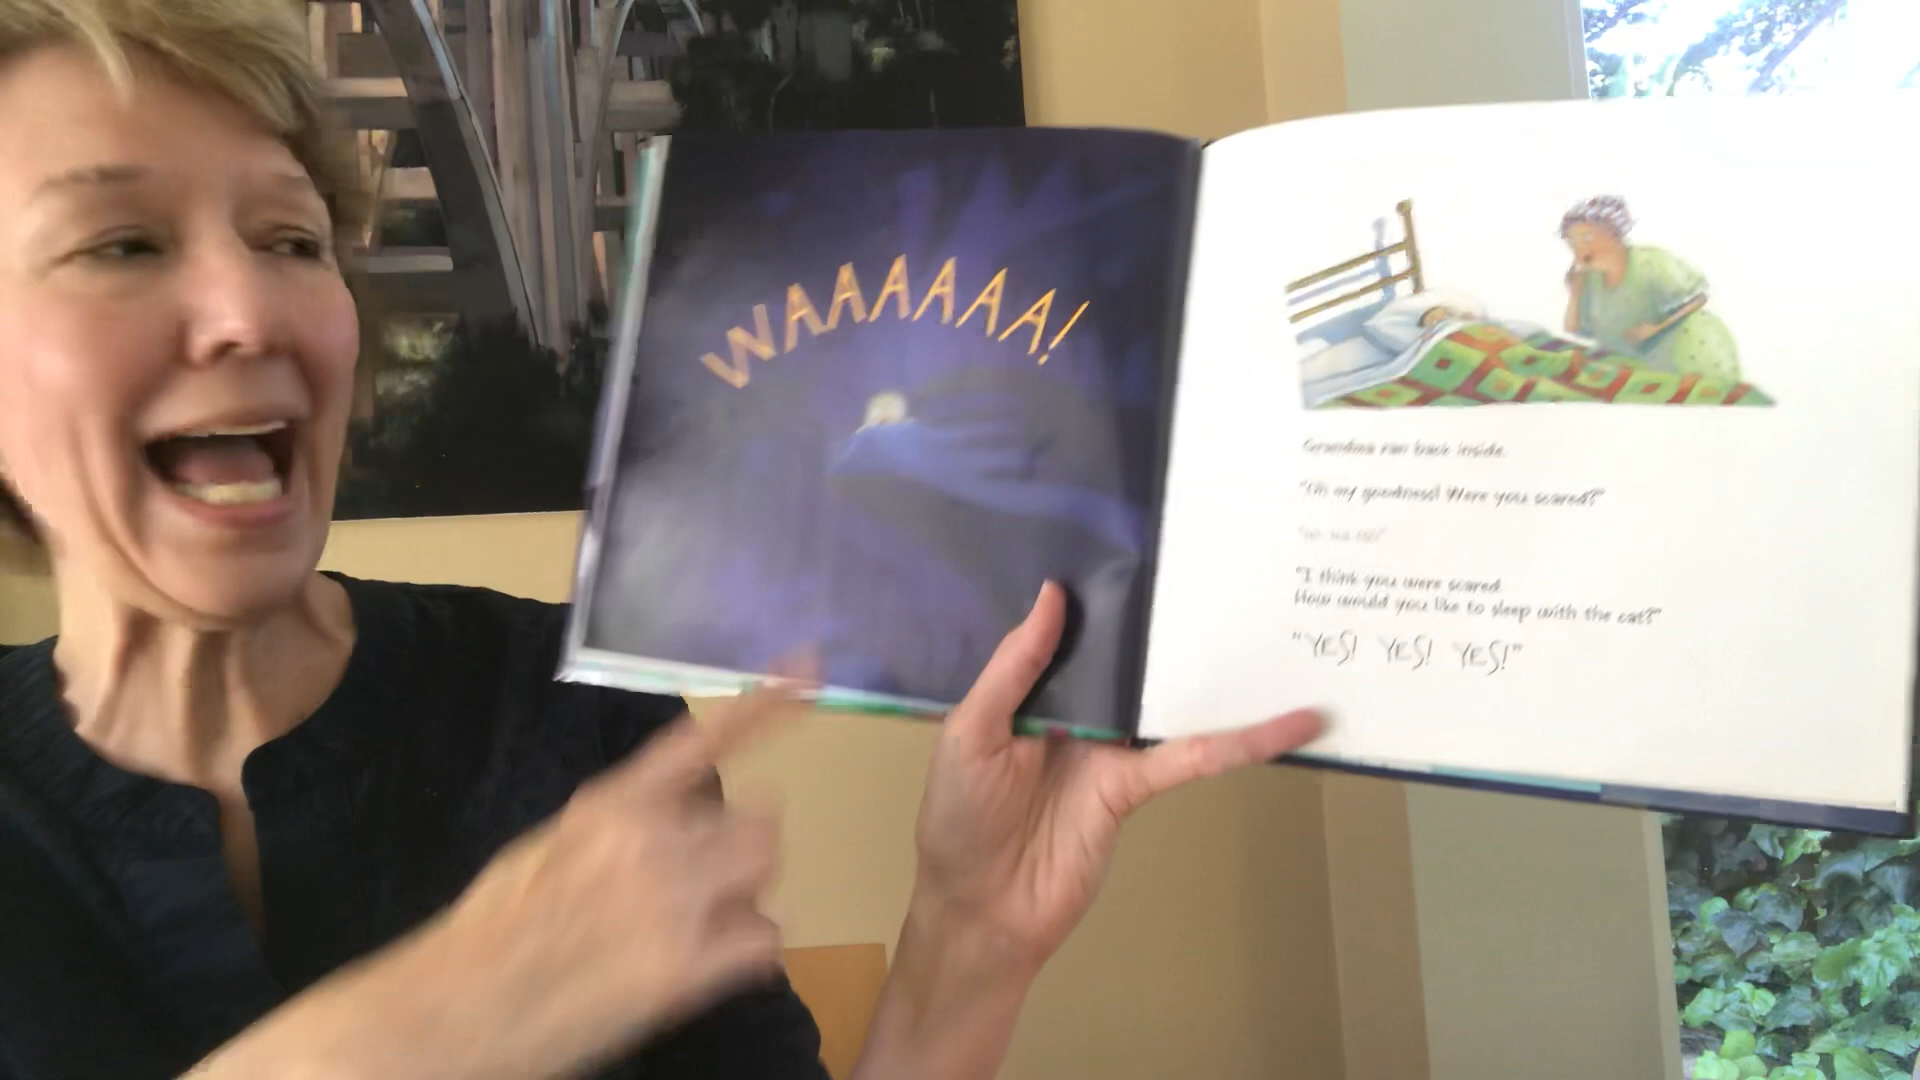 WAAAAAA!
Grandma ran back inside.
"Oh my goodness! Were you scared?"
"I think you were scared.
How would you like to sleep with the cat?"
"YES! YES! YES!"